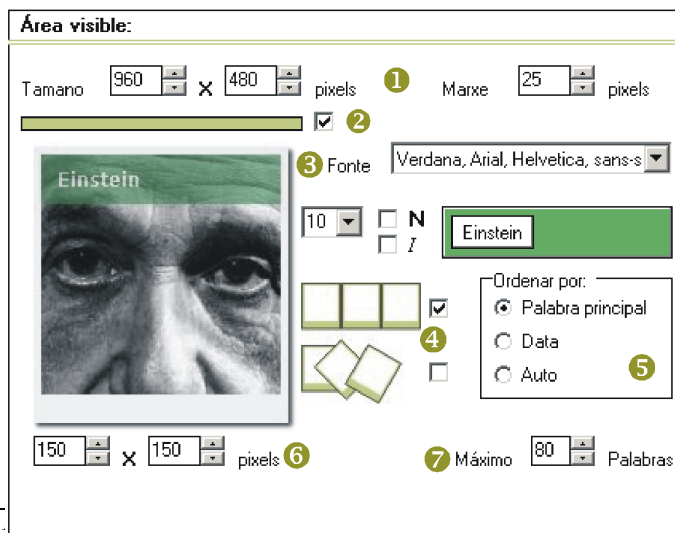 Área visible:
Tamano 960 X 480 pixels 1 Marxe 25 pixels
2
3 Fonte Verdana, Arial, Helvetica, sans-s
Einstein
10 N
I
Einstein
Ordenar por:
Palabra principal
Data
Auto
4
5
150 X 150 pixels 6
7 Máximo 80 Palabras